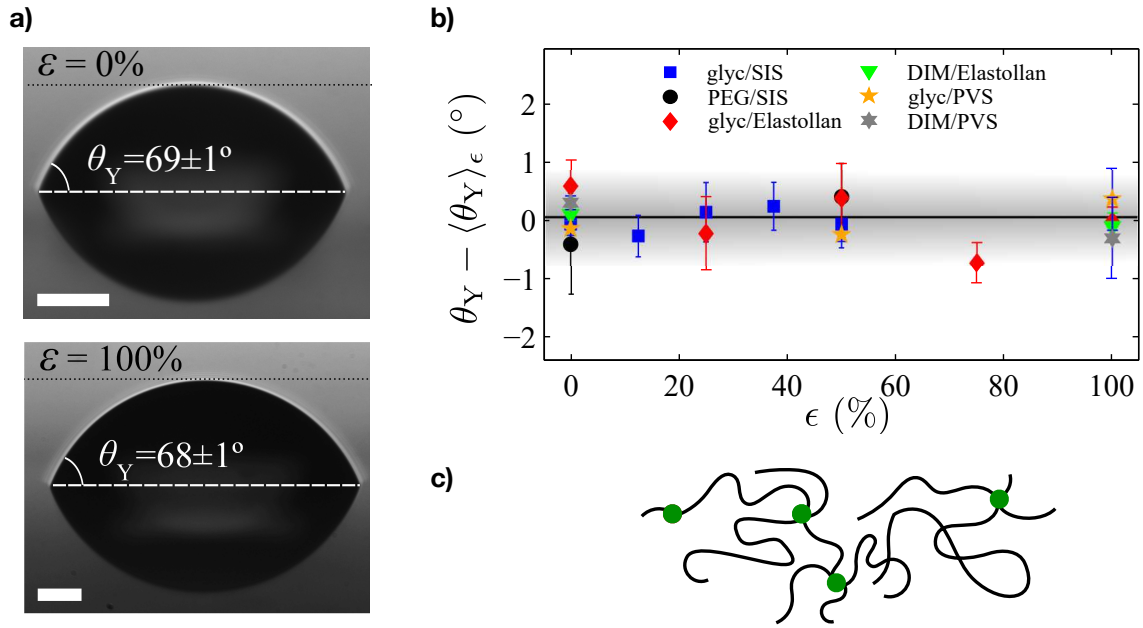 a)
ε = 0%
θY=69±1º
ε = 100%
θY=68±1º
b)
glyc/SIS
PEG/SIS
glyc/Elastollan
DIM/Elastollan
glyc/PVS
DIM/PVS
θY − ⟨θY⟩ϵ (°)
2
1
0
−1
−2
0 20 40 60 80 100
ϵ (%)
c)